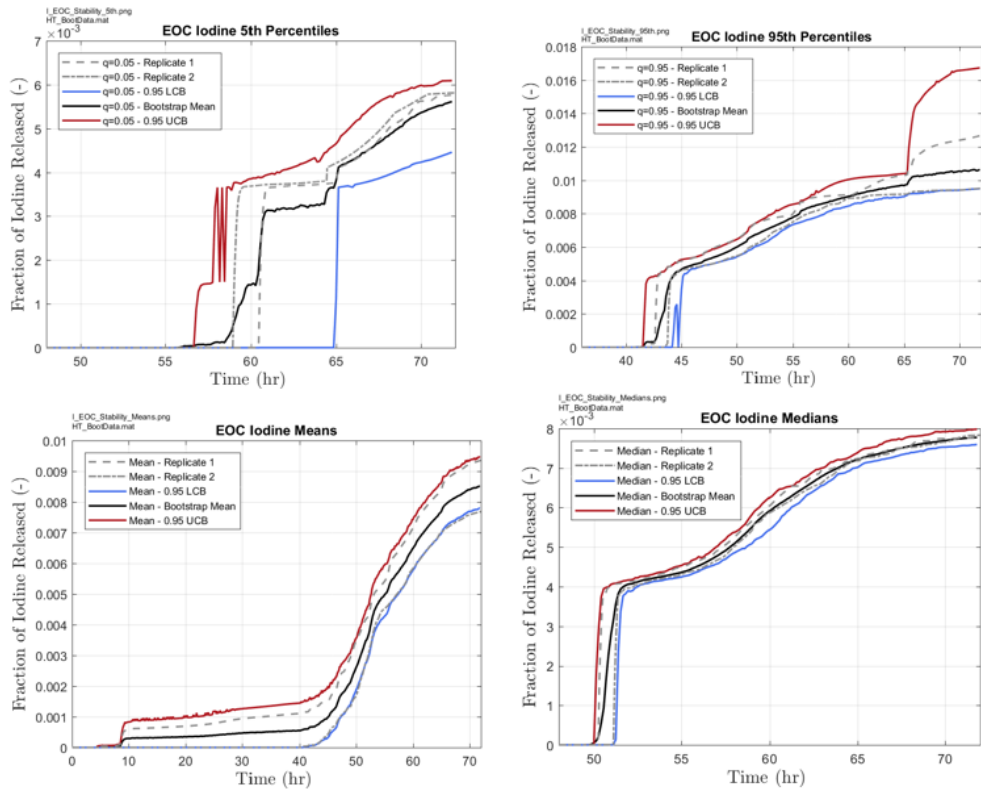 I_EOC_Stability_5th.png
HT_BootData.mat
×10⁻³
EOC Iodine 5th Percentiles
q=0.05 - Replicate 1
q=0.05 - Replicate 2
q=0.05 - 0.95 LCB
q=0.05 - Bootstrap Mean
q=0.05 - 0.95 UCB
Fraction of Iodine Released (-)
7
6
5
4
3
2
1
0
50 55 60 65 70
Time (hr)
I_EOC_Stability_95th.png
HT_BootData.mat
EOC Iodine 95th Percentiles
q=0.95 - Replicate 1
q=0.95 - Replicate 2
q=0.95 - 0.95 LCB
q=0.95 - Bootstrap Mean
q=0.95 - 0.95 UCB
Fraction of Iodine Released (-)
0.018
0.016
0.014
0.012
0.01
0.008
0.006
0.004
0.002
0
40 45 50 55 60 65 70
Time (hr)
I_EOC_Stability_Means.png
HT_BootData.mat
EOC Iodine Means
Mean - Replicate 1
Mean - Replicate 2
Mean - 0.95 LCB
Mean - Bootstrap Mean
Mean - 0.95 UCB
Fraction of Iodine Released (-)
0.01
0.009
0.008
0.007
0.006
0.005
0.004
0.003
0.002
0.001
0
0 10 20 30 40 50 60 70
Time (hr)
I_EOC_Stability_Medians.png
HT_BootData.mat
×10⁻³
EOC Iodine Medians
Median - Replicate 1
Median - Replicate 2
Median - 0.95 LCB
Median - Bootstrap Mean
Median - 0.95 UCB
Fraction of Iodine Released (-)
8
7
6
5
4
3
2
1
0
50 55 60 65 70
Time (hr)